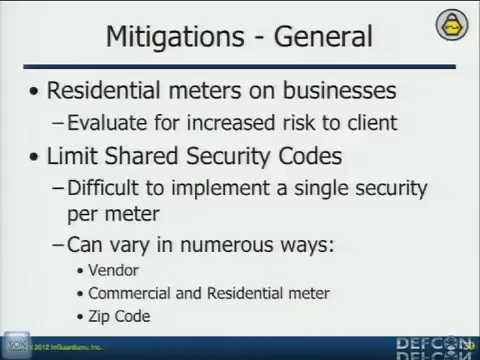 Mitigations - General
• Residential meters on businesses
–Evaluate for increased risk to client
• Limit Shared Security Codes
–Difficult to implement a single security
per meter
–Can vary in numerous ways:
• Vendor
• Commercial and Residential meter
• Zip Code
2012 InGuardians, Inc.
DEFCON